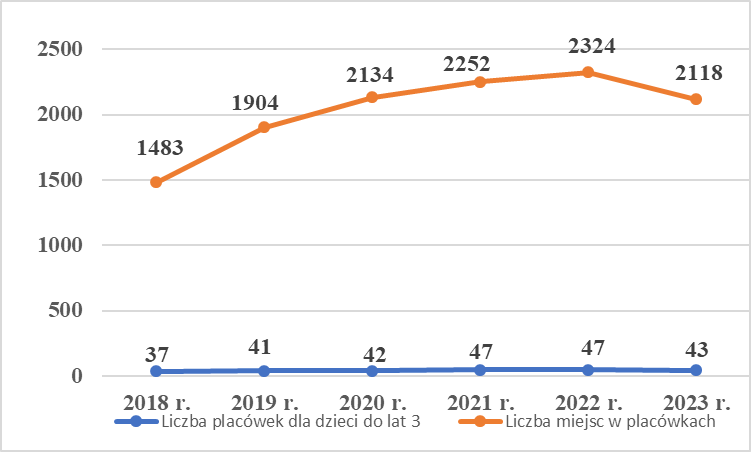 2500
2000
1500
1000
500
0
1483
1904
2134
2252
2324
2118
37
41
42
47
47
43
2018 r.
2019 r.
2020 r.
2021 r.
2022 r.
2023 r.
Liczba placówek dla dzieci do lat 3
Liczba miejsc w placówkach